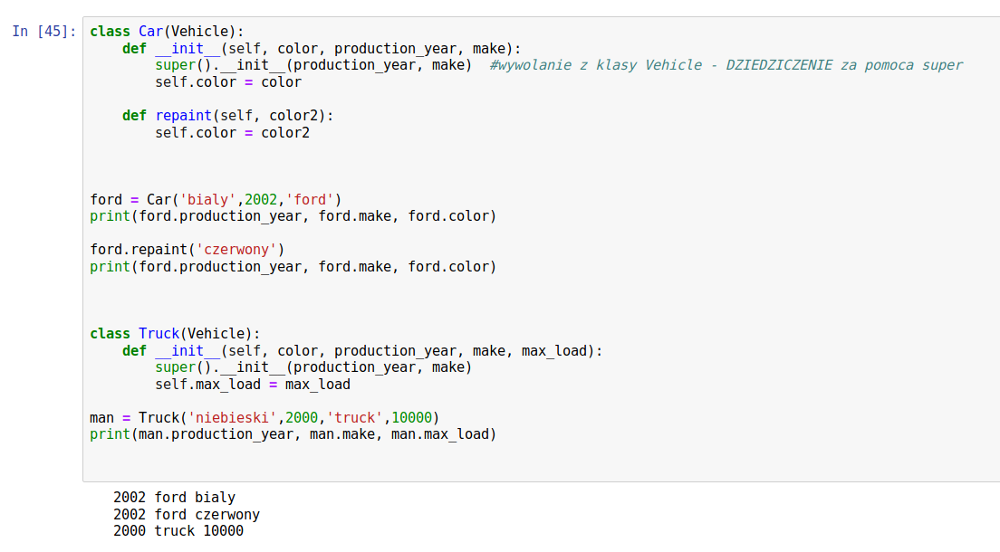 In [45]: class Car(Vehicle):
    def __init__(self, color, production_year, make):
        super().__init__(production_year, make)  #wywolanie z klasy Vehicle - DZIEDZICZENIE za pomoca super
        self.color = color
    def repaint(self, color2):
        self.color = color2
ford = Car('bialy',2002,'ford')
print(ford.production_year, ford.make, ford.color)
ford.repaint('czerwony')
print(ford.production_year, ford.make, ford.color)
class Truck(Vehicle):
    def __init__(self, color, production_year, make, max_load):
        super().__init__(production_year, make)
        self.max_load = max_load
man = Truck('niebieski',2000,'truck',10000)
print(man.production_year, man.make, man.max_load)
2002 ford bialy
2002 ford czerwony
2000 truck 10000